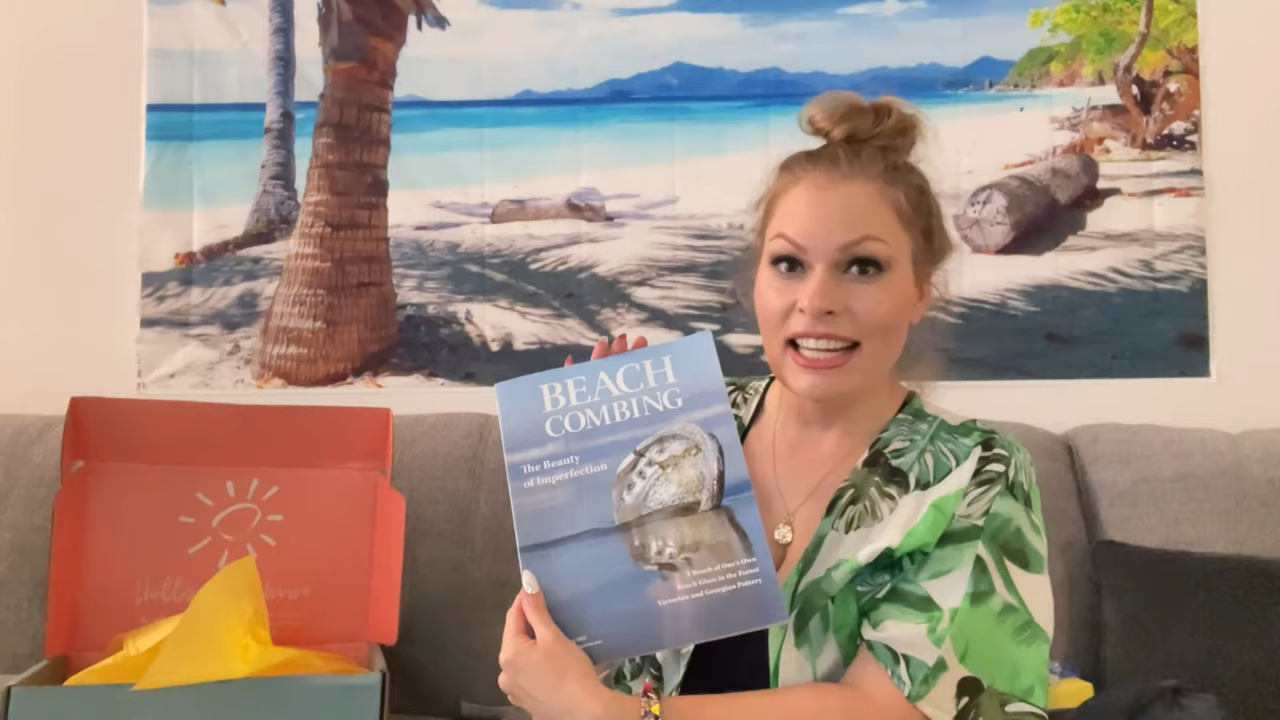 BEACH
COMBING
The Beauty
of Imperfection
A Beach of One's Own
Beach Glass in the Forest
Victorian and Georgian Pottery